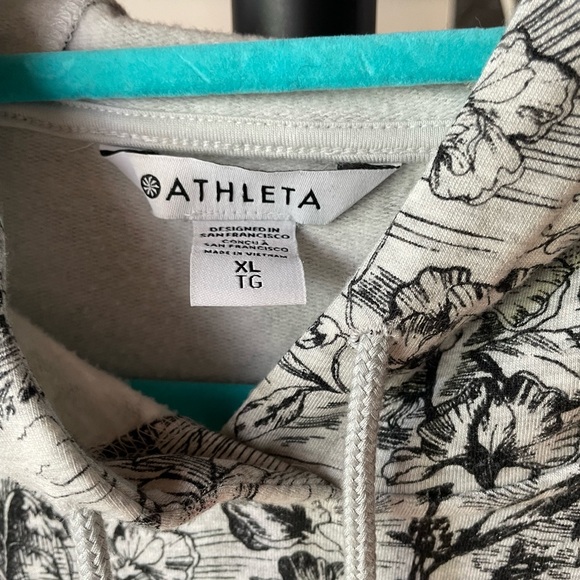 ATHLETA
DESIGNED IN
SAN FRANCISCO
CONÇU À
SAN FRANCISCO
MADE IN VIETNAM
XL
TG